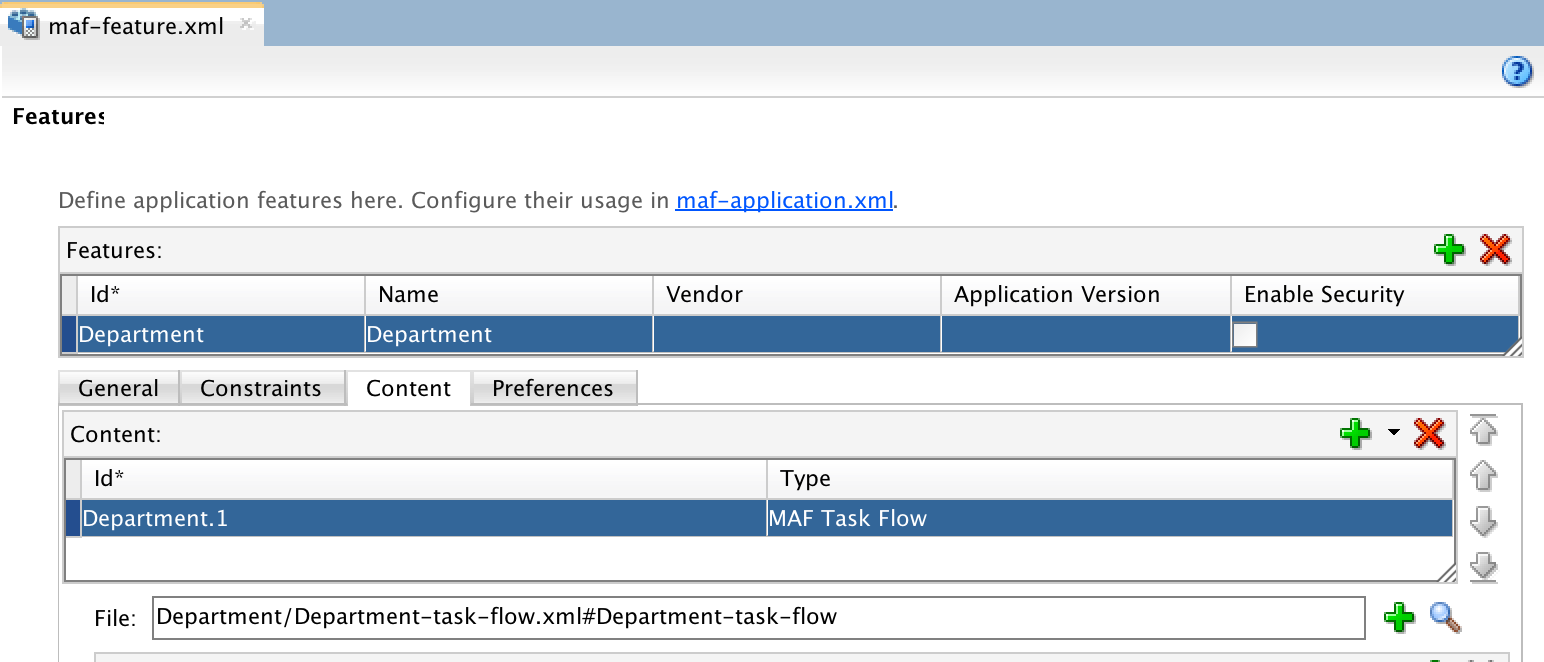 maf-feature.xml
Features
Define application features here. Configure their usage in maf-application.xml.
Features:
Id* Name Vendor Application Version Enable Security
Department Department
General Constraints Content Preferences
Content:
Id* Type
Department.1 MAF Task Flow
File: Department/Department-task-flow.xml#Department-task-flow